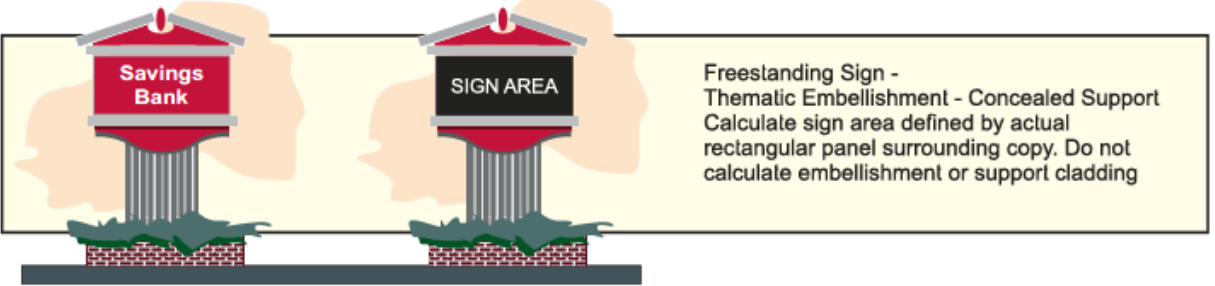 Savings
Bank
SIGN AREA
Freestanding Sign -
Thematic Embellishment - Concealed Support
Calculate sign area defined by actual
rectangular panel surrounding copy. Do not
calculate embellishment or support cladding